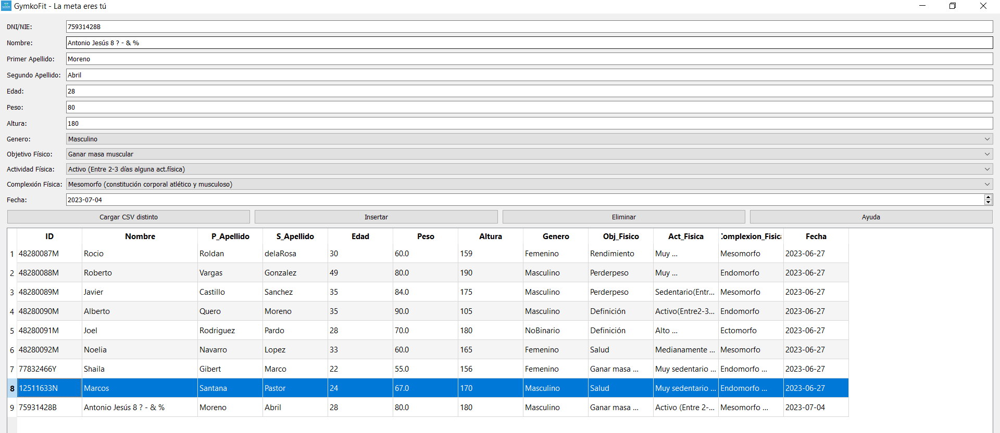 GymkoFit - La meta eres tú
DNI/NIE: 75931428B
Nombre: Antonio Jesús 8 ? - & %
Primer Apellido: Moreno
Segundo Apellido: Abril
Edad: 28
Peso: 80
Altura: 180
Genero: Masculino
Objetivo Físico: Ganar masa muscular
Actividad Física: Activo (Entre 2-3 días alguna act.física)
Complexión Física: Mesomorfo (constitución corporal atlético y musculoso)
Fecha: 2023-07-04
Cargar CSV distinto Insertar Eliminar Ayuda
ID Nombre P_Apellido S_Apellido Edad Peso Altura Genero Obj_Fisico Act_Fisica Complexion_Fisica Fecha
1 48280087M Rocio Roldan delaRosa 30 60.0 159 Femenino Rendimiento Muy ... Mesomorfo 2023-06-27
2 48280088M Roberto Vargas Gonzalez 49 80.0 190 Masculino Perderpeso Muy ... Endomorfo 2023-06-27
3 48280089M Javier Castillo Sanchez 35 84.0 175 Masculino Perderpeso Sedentario(Entr... Mesomorfo 2023-06-27
4 48280090M Alberto Quero Moreno 35 90.0 105 Masculino Definición Activo(Entre2-3... Endomorfo 2023-06-27
5 48280091M Joel Rodriguez Pardo 28 70.0 180 NoBinario Definición Alto ... Ectomorfo 2023-06-27
6 48280092M Noelia Navarro Lopez 33 60.0 165 Femenino Salud Medianamente ... Mesomorfo 2023-06-27
7 77832466Y Shaila Gibert Marco 22 55.0 156 Femenino Ganar masa ... Muy sedentario ... Endomorfo ... 2023-06-27
8 12511633N Marcos Santana Pastor 24 67.0 170 Masculino Salud Muy sedentario ... Endomorfo ... 2023-06-27
9 75931428B Antonio Jesús 8 ? - & % Moreno Abril 28 80.0 180 Masculino Ganar masa ... Activo (Entre 2-... Mesomorfo ... 2023-07-04